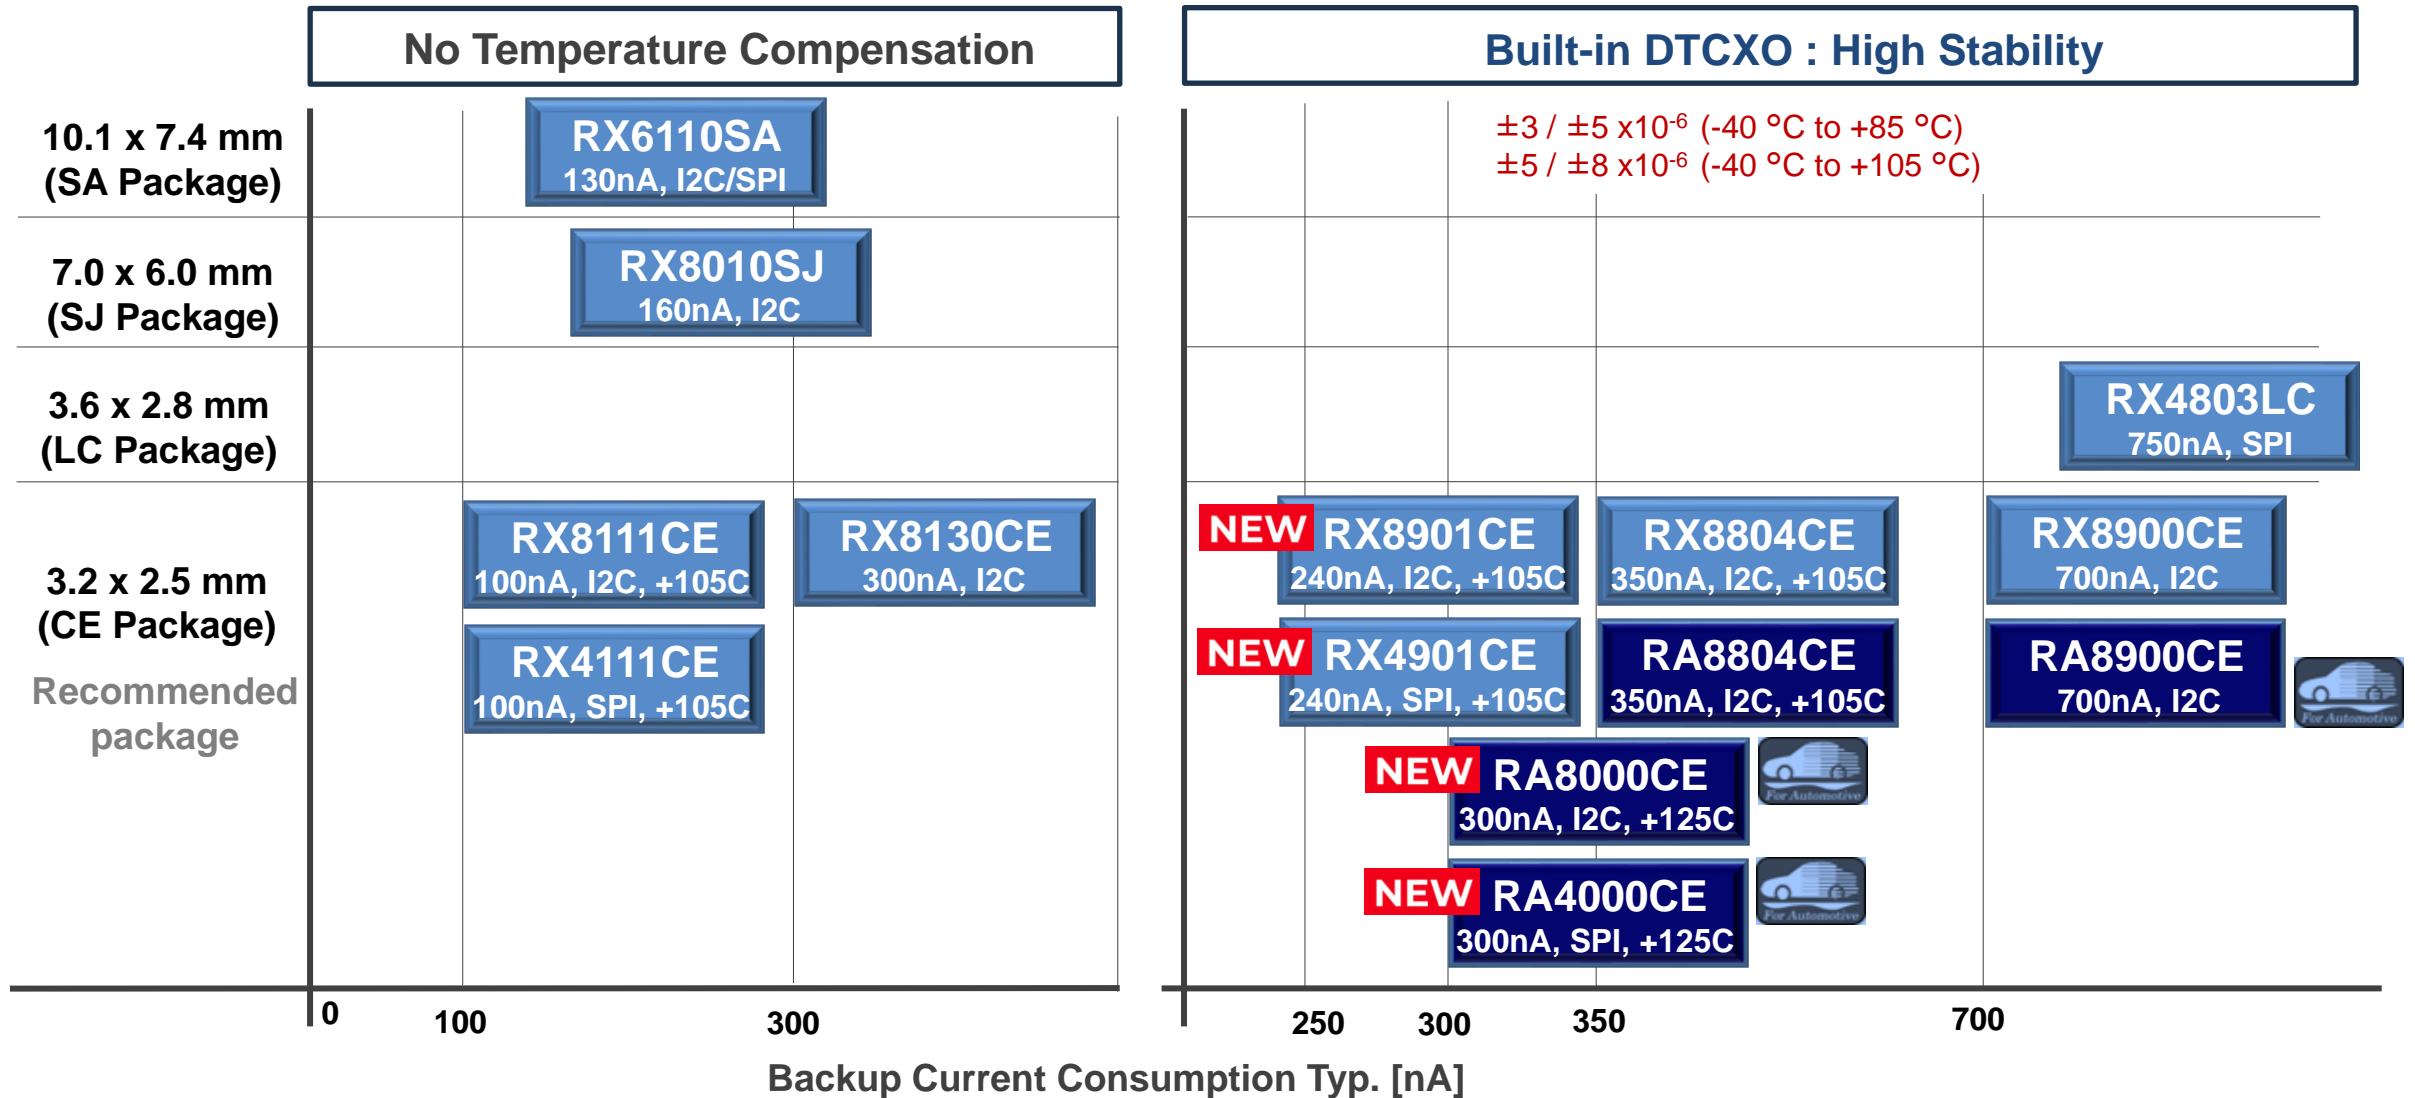 No Temperature Compensation
Built-in DTCXO : High Stability
±3 / ±5 x10⁻⁶ (-40 °C to +85 °C)
±5 / ±8 x10⁻⁶ (-40 °C to +105 °C)
10.1 x 7.4 mm
(SA Package)
RX6110SA
130nA, I2C/SPI
7.0 x 6.0 mm
(SJ Package)
RX8010SJ
160nA, I2C
3.6 x 2.8 mm
(LC Package)
RX4803LC
750nA, SPI
3.2 x 2.5 mm
(CE Package)
Recommended
package
RX8111CE
100nA, I2C, +105C
RX8130CE
300nA, I2C
RX4111CE
100nA, SPI, +105C
NEW
RX8901CE
240nA, I2C, +105C
RX8804CE
350nA, I2C, +105C
RX8900CE
700nA, I2C
NEW
RX4901CE
240nA, SPI, +105C
RA8804CE
350nA, I2C, +105C
RA8900CE
700nA, I2C
For Automotive
NEW
RA8000CE
300nA, I2C, +125C
For Automotive
NEW
RA4000CE
300nA, SPI, +125C
For Automotive
0
100
300
250
300
350
700
Backup Current Consumption Typ. [nA]